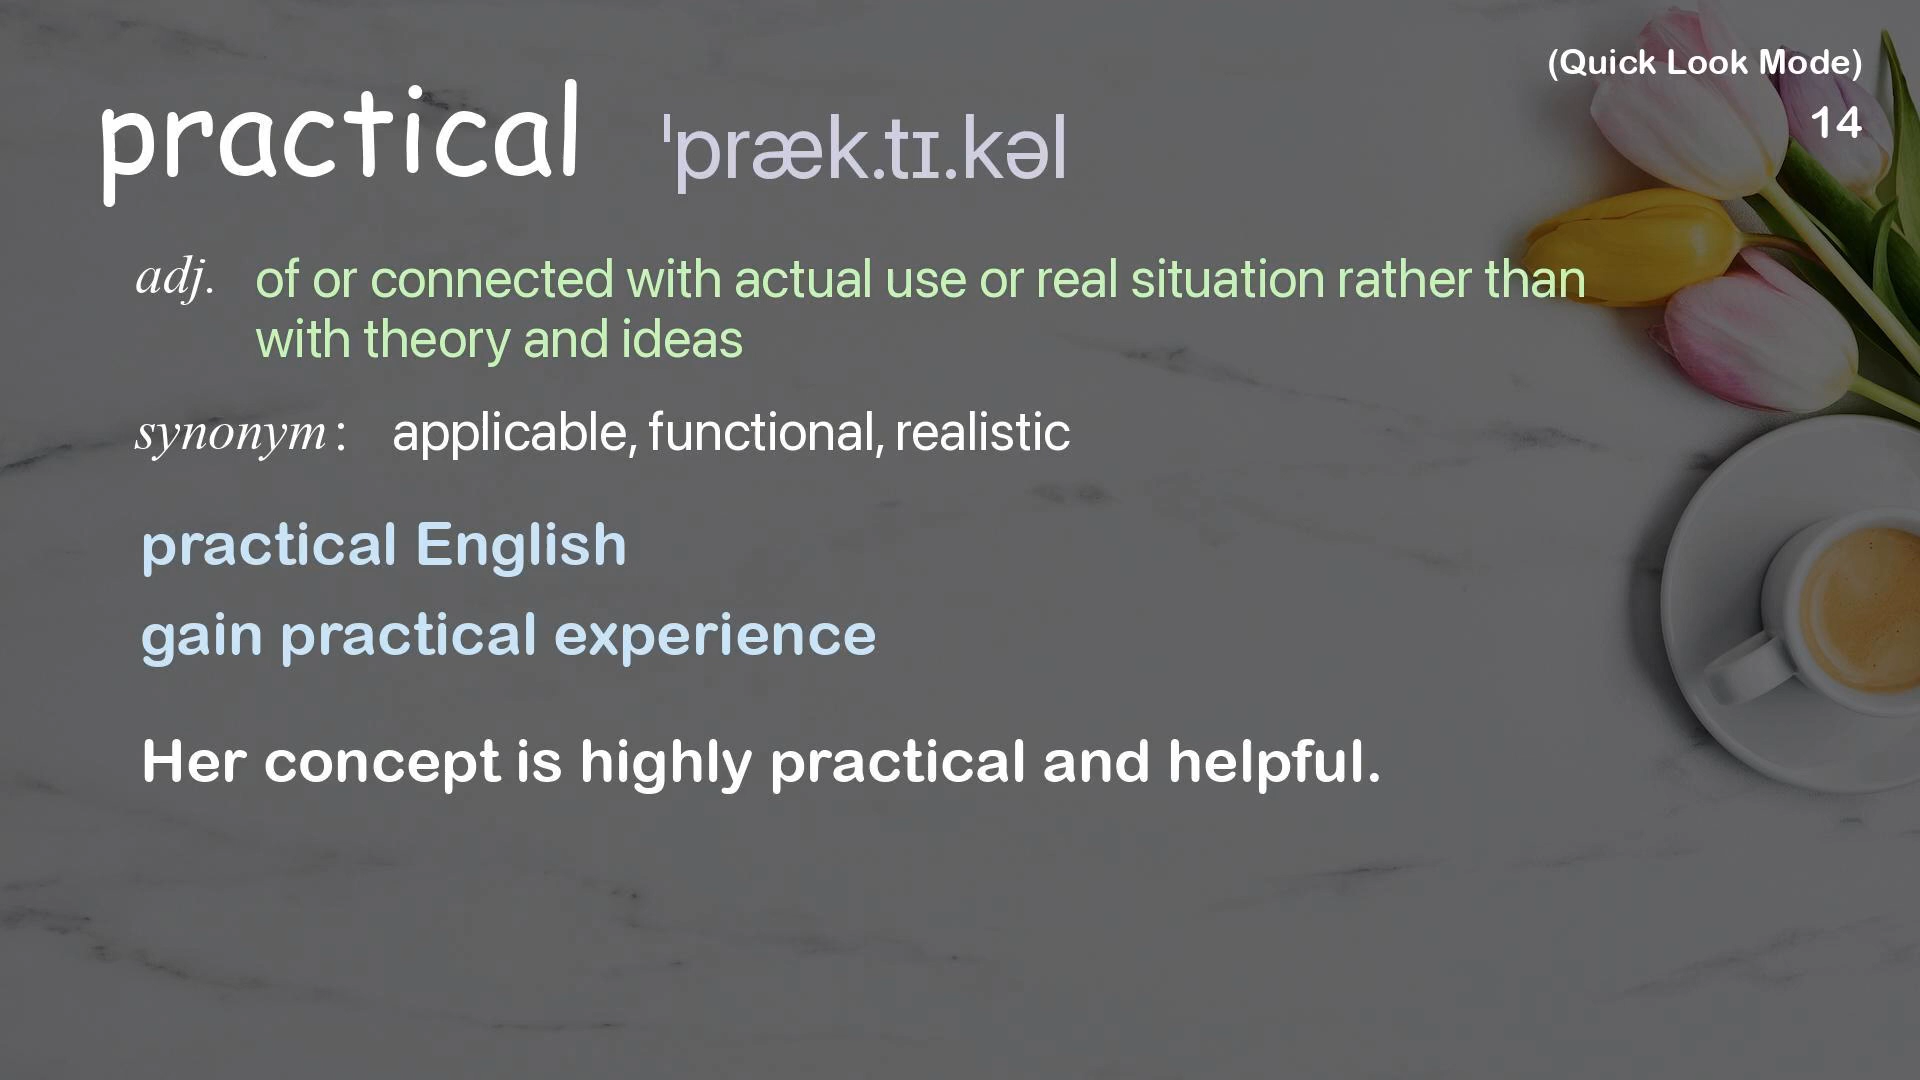 (Quick Look Mode)
14
practical ˈpræk.tɪ.kəl
adj. of or connected with actual use or real situation rather than
with theory and ideas
synonym: applicable, functional, realistic
practical English
gain practical experience
Her concept is highly practical and helpful.